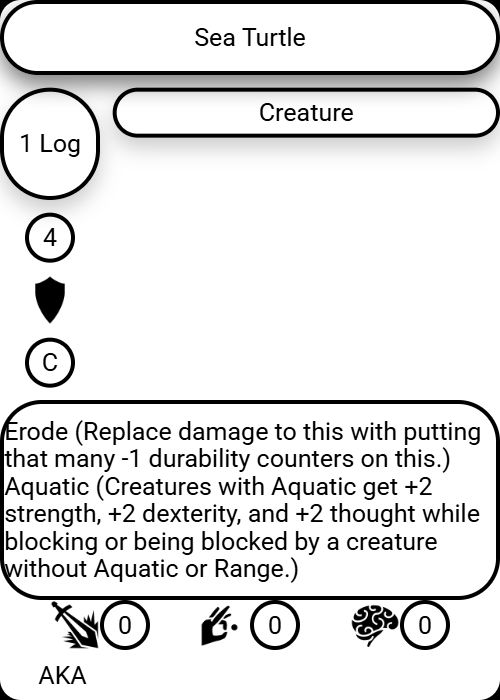 Sea Turtle
Creature
1 Log
4
C
Erode (Replace damage to this with putting
that many -1 durability counters on this.)
Aquatic (Creatures with Aquatic get +2
strength, +2 dexterity, and +2 thought while
blocking or being blocked by a creature
without Aquatic or Range.)
0
0
0
AKA